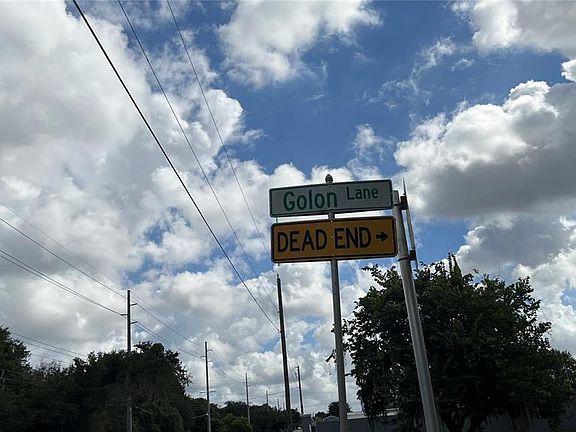 Golon Lane
DEAD END →